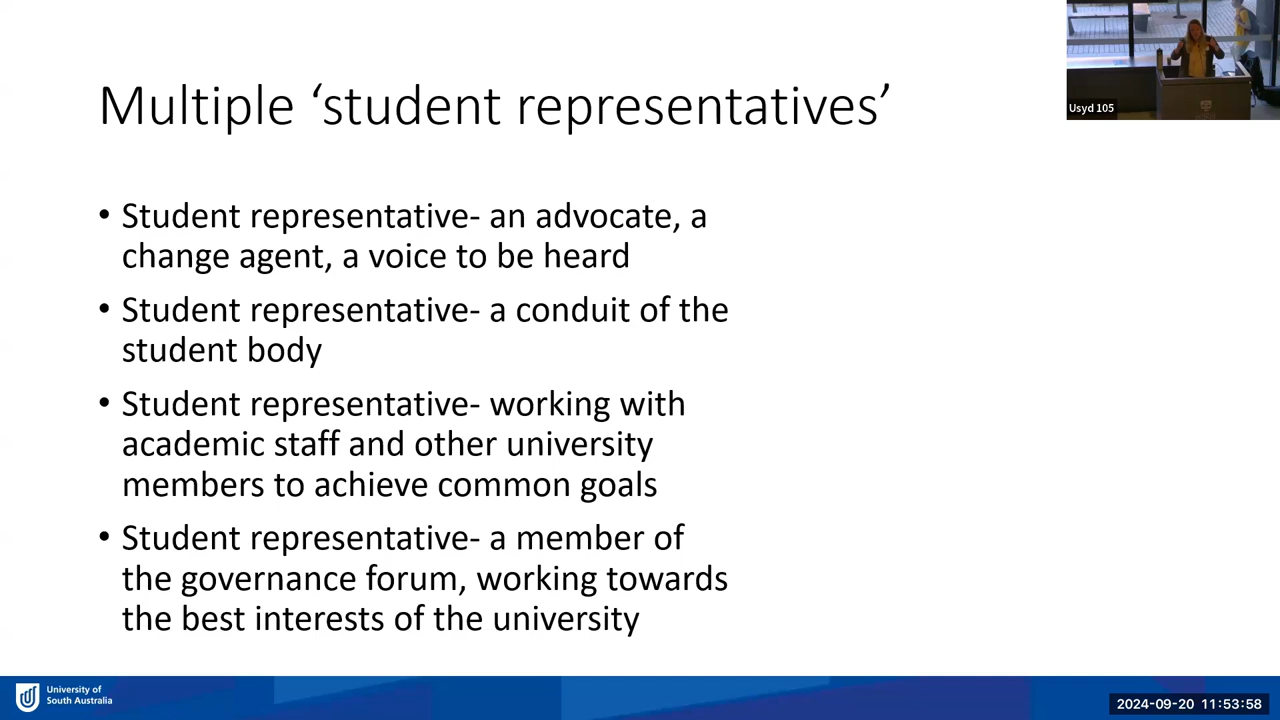 Usyd 105
Multiple ‘student representatives’
• Student representative- an advocate, a
change agent, a voice to be heard
• Student representative- a conduit of the
student body
• Student representative- working with
academic staff and other university
members to achieve common goals
• Student representative- a member of
the governance forum, working towards
the best interests of the university
University of
South Australia
2024-09-20 11:53:58